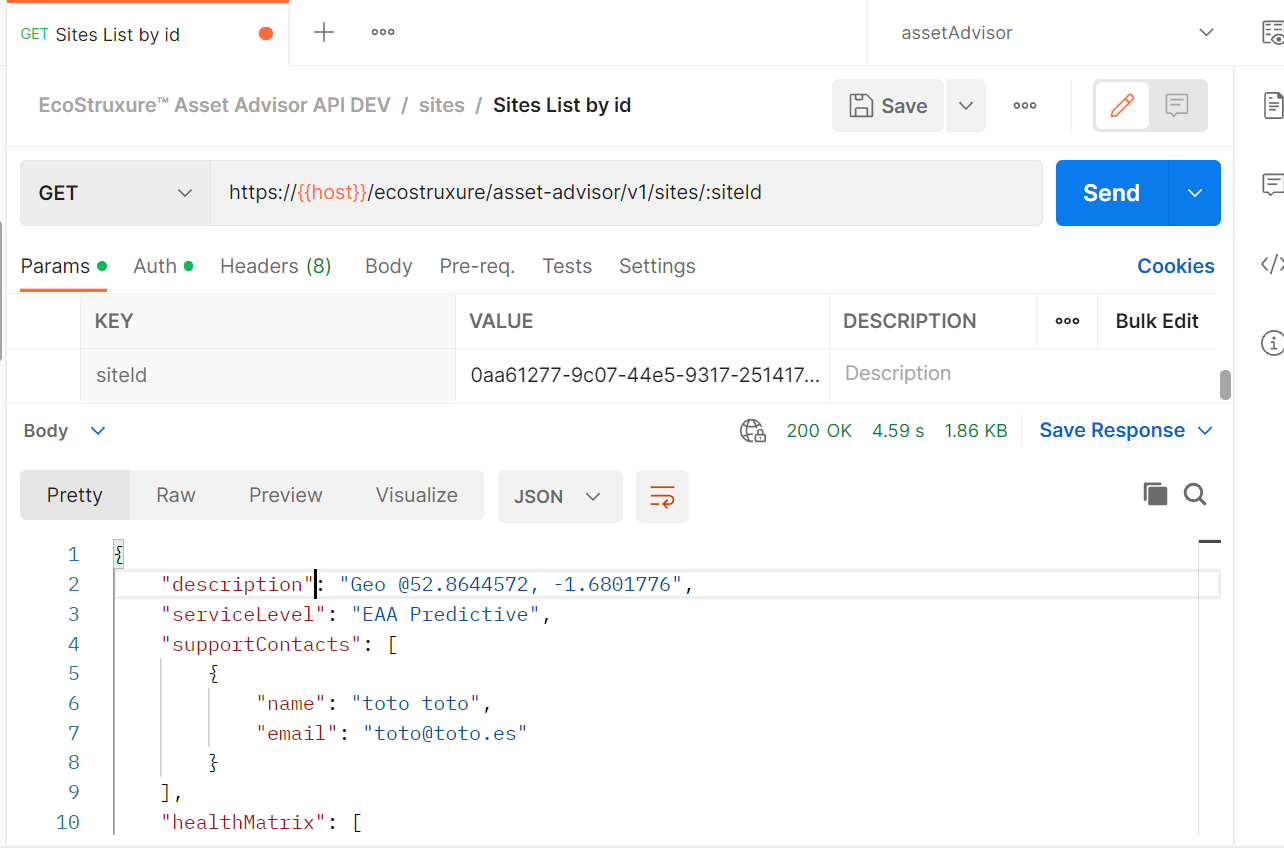 GET Sites List by id
assetAdvisor
EcoStruxure™ Asset Advisor API DEV / sites / Sites List by id
Save
GET
https://{{host}}/ecostruxure/asset-advisor/v1/sites/:siteId
Send
Params Auth Headers (8) Body Pre-req. Tests Settings Cookies
KEY VALUE DESCRIPTION Bulk Edit
siteId 0aa61277-9c07-44e5-9317-251417... Description
Body 200 OK 4.59 s 1.86 KB Save Response
Pretty Raw Preview Visualize JSON
1 {
2 "description": "Geo @52.8644572, -1.6801776",
3 "serviceLevel": "EAA Predictive",
4 "supportContacts": [
5 {
6 "name": "toto toto",
7 "email": "toto@toto.es"
8 }
9 ],
10 "healthMatrix": [